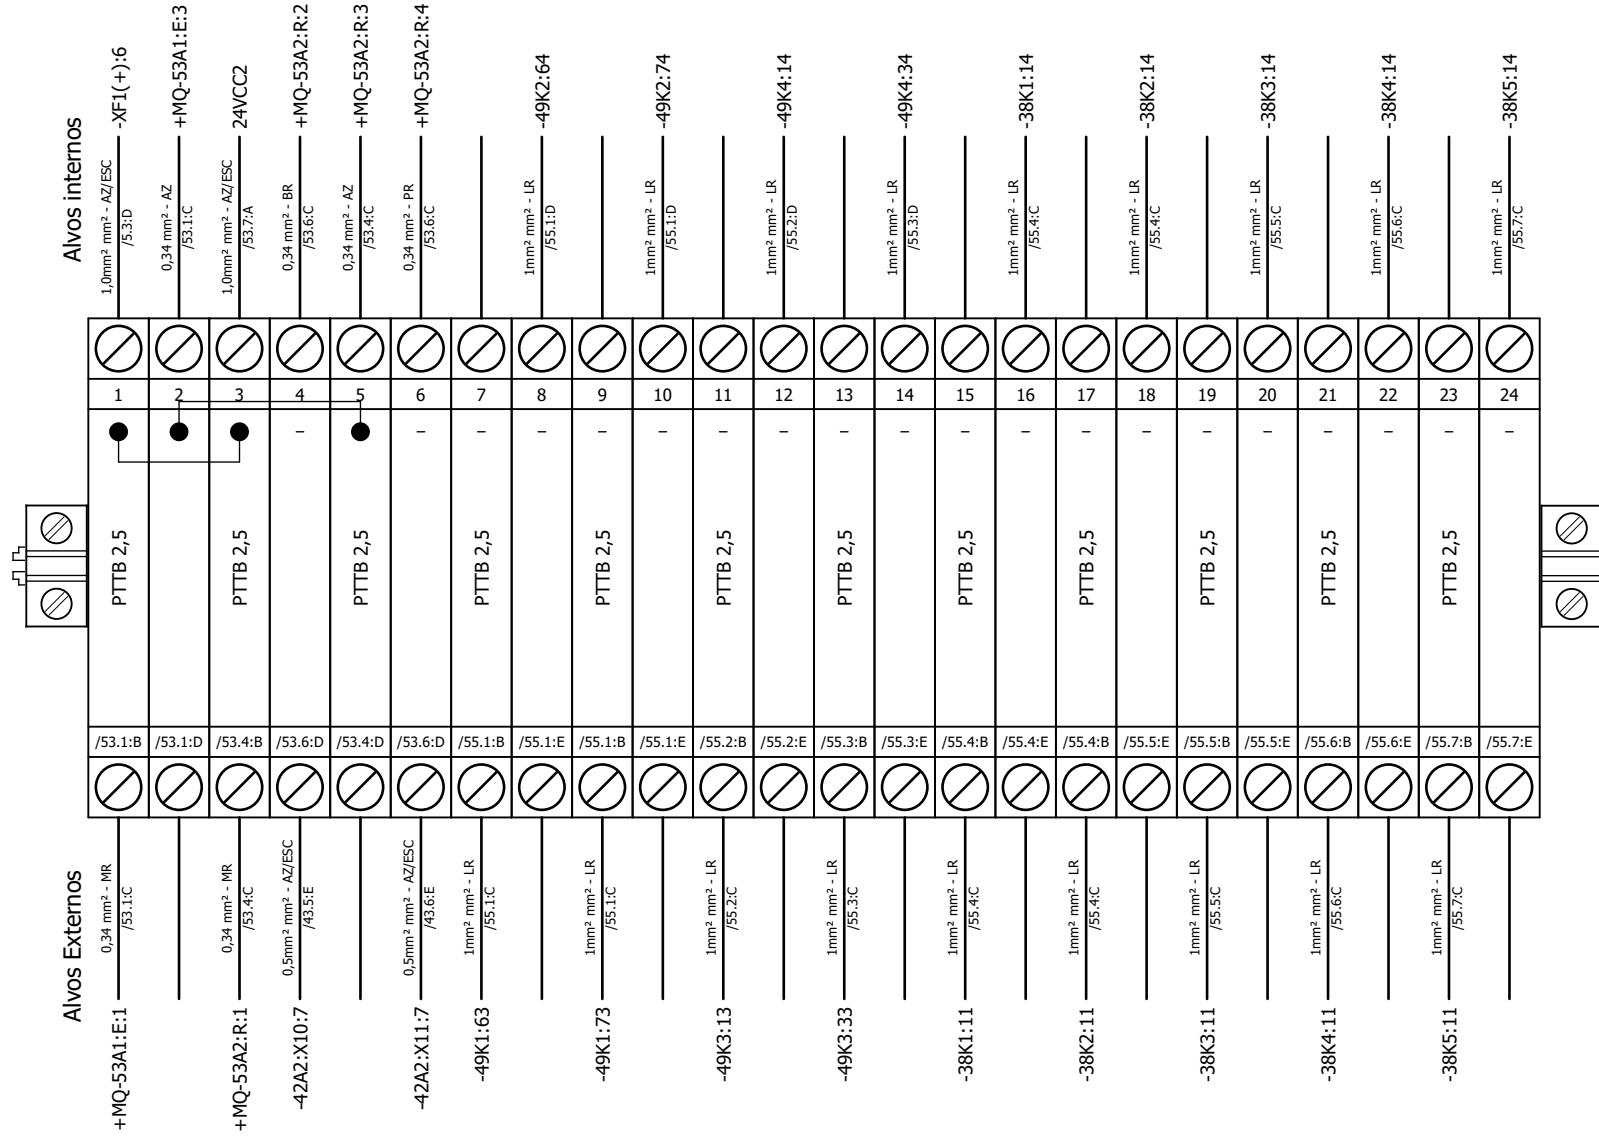 Alvos internos
-XF1(+):6
1,0mm² mm² - AZ/ESC
/5.3:D
+MQ-53A1:E:3
0,34 mm² - AZ
/53.1:C
24VCC2
1,0mm² mm² - AZ/ESC
/53.7:A
+MQ-53A2:R:2
0,34 mm² - BR
/53.6:C
+MQ-53A2:R:3
0,34 mm² - AZ
/53.4:C
+MQ-53A2:R:4
0,34 mm² - PR
/53.6:C
-49K2:64
1mm² mm² - LR
/55.1:D
-49K2:74
1mm² mm² - LR
/55.1:D
-49K4:14
1mm² mm² - LR
/55.2:D
-49K4:34
1mm² mm² - LR
/55.3:D
-38K1:14
1mm² mm² - LR
/55.4:C
-38K2:14
1mm² mm² - LR
/55.4:C
-38K3:14
1mm² mm² - LR
/55.5:C
-38K4:14
1mm² mm² - LR
/55.6:C
-38K5:14
1mm² mm² - LR
/55.7:C
1 2 3 4 5 6 7 8 9 10 11 12 13 14 15 16 17 18 19 20 21 22 23 24
– – – – – – – – – – – – – – – – – – – –
PTTB 2,5 PTTB 2,5 PTTB 2,5 PTTB 2,5 PTTB 2,5 PTTB 2,5 PTTB 2,5 PTTB 2,5 PTTB 2,5 PTTB 2,5 PTTB 2,5 PTTB 2,5
/53.1:B /53.1:D /53.4:B /53.6:D /53.4:D /53.6:D /55.1:B /55.1:E /55.1:B /55.1:E /55.2:B /55.2:E /55.3:B /55.3:E /55.4:B /55.4:E /55.4:B /55.5:E /55.5:B /55.5:E /55.6:B /55.6:E /55.7:B /55.7:E
Alvos Externos
0,34 mm² - MR
/53.1:C
+MQ-53A1:E:1
0,34 mm² - MR
/53.4:C
+MQ-53A2:R:1
0,5mm² mm² - AZ/ESC
/43.5:E
-42A2:X10:7
0,5mm² mm² - AZ/ESC
/43.6:E
-42A2:X11:7
1mm² mm² - LR
/55.1:C
-49K1:63
1mm² mm² - LR
/55.1:C
-49K1:73
1mm² mm² - LR
/55.2:C
-49K3:13
1mm² mm² - LR
/55.3:C
-49K3:33
1mm² mm² - LR
/55.4:C
-38K1:11
1mm² mm² - LR
/55.4:C
-38K2:11
1mm² mm² - LR
/55.5:C
-38K3:11
1mm² mm² - LR
/55.6:C
-38K4:11
1mm² mm² - LR
/55.7:C
-38K5:11